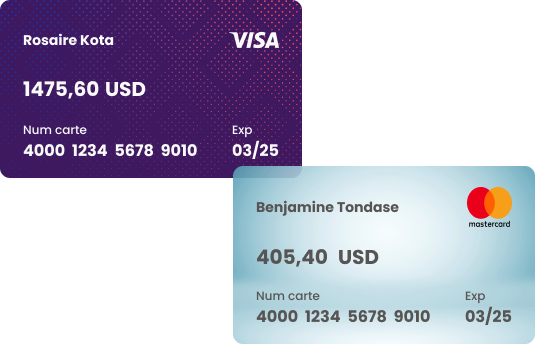 Rosaire Kota VISA
1475,60 USD
Num carte Exp
4000 1234 5678 9010 03/25
Benjamine Tondase mastercard
405,40 USD
Num carte Exp
4000 1234 5678 9010 03/25